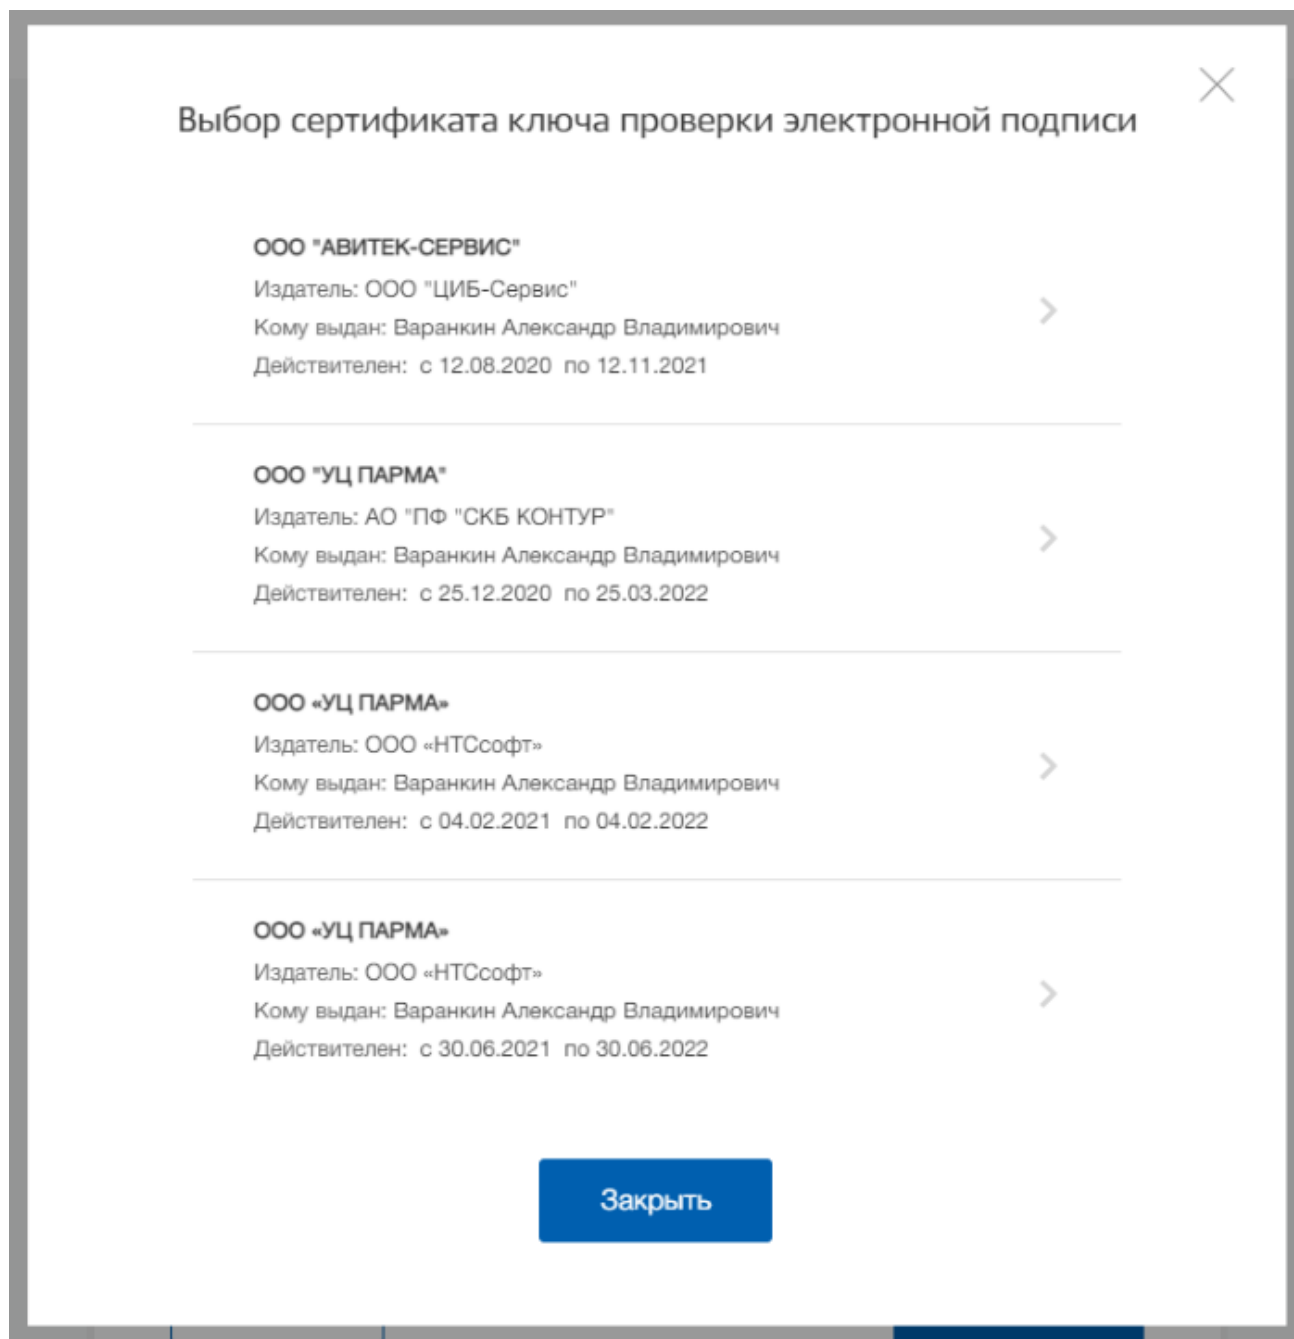 Выбор сертификата ключа проверки электронной подписи
ООО "АВИТЕК-СЕРВИС"
Издатель: ООО "ЦИБ-Сервис"
Кому выдан: Варанкин Александр Владимирович
Действителен: с 12.08.2020 по 12.11.2021
ООО "УЦ ПАРМА"
Издатель: АО "ПФ "СКБ КОНТУР"
Кому выдан: Варанкин Александр Владимирович
Действителен: с 25.12.2020 по 25.03.2022
ООО «УЦ ПАРМА»
Издатель: ООО «НТСсофт»
Кому выдан: Варанкин Александр Владимирович
Действителен: с 04.02.2021 по 04.02.2022
ООО «УЦ ПАРМА»
Издатель: ООО «НТСсофт»
Кому выдан: Варанкин Александр Владимирович
Действителен: с 30.06.2021 по 30.06.2022
Закрыть